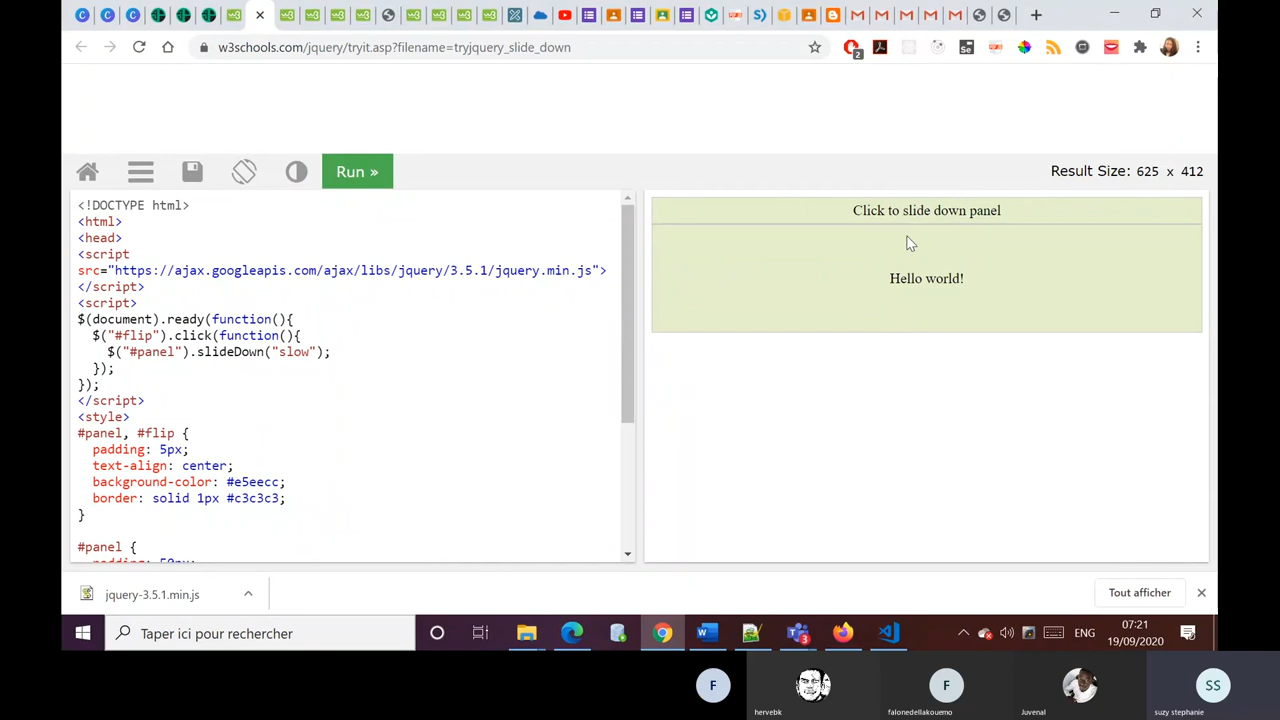 w3schools.com/jquery/tryit.asp?filename=tryjquery_slide_down
2
Run »
Result Size: 625 x 412
<!DOCTYPE html>
<html>
<head>
<script
src="https://ajax.googleapis.com/ajax/libs/jquery/3.5.1/jquery.min.js">
</script>
<script>
$(document).ready(function(){
$("#flip").click(function(){
$("#panel").slideDown("slow");
});
});
</script>
<style>
#panel, #flip {
padding: 5px;
text-align: center;
background-color: #e5eecc;
border: solid 1px #c3c3c3;
}
#panel {
padding: 50px;
Click to slide down panel
Hello world!
jquery-3.5.1.min.js
Tout afficher
Taper ici pour rechercher
3
ENG
07:21
19/09/2020
F
F
SS
hervebk
falonedellakouemo
Juvenal
suzy stephanie